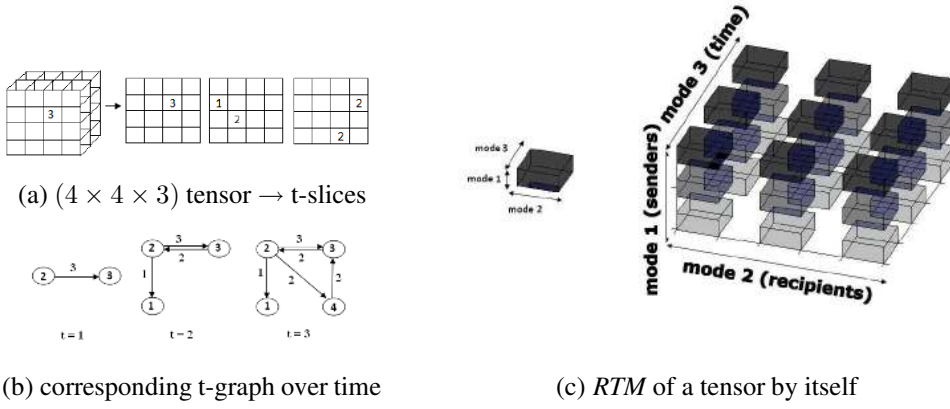 3
3
1
2
2
2
(a) (4 × 4 × 3) tensor → t-slices
2 3 3
t=1
2 3 3
2
1
1
t=2
2 3 3
2
1 2 2
1 4
t=3
(b) corresponding t-graph over time
mode 3
mode 1
mode 2
mode 3 (time)
mode 1 (senders)
mode 2 (recipients)
(c) RTM of a tensor by itself